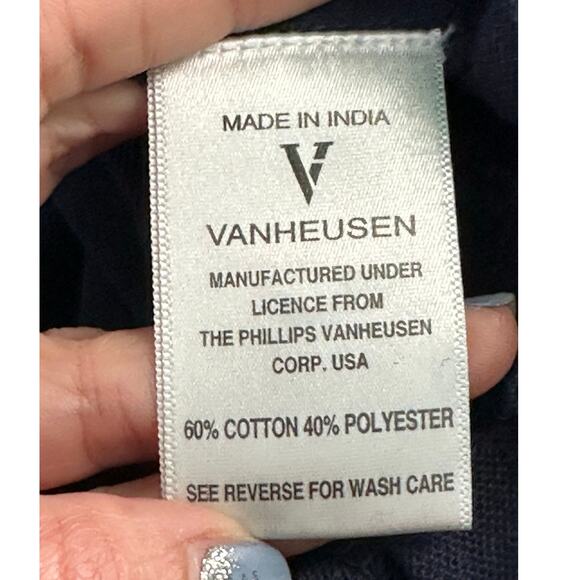 MADE IN INDIA
V
VANHEUSEN
MANUFACTURED UNDER
LICENCE FROM
THE PHILLIPS VANHEUSEN
CORP. USA
60% COTTON 40% POLYESTER
SEE REVERSE FOR WASH CARE